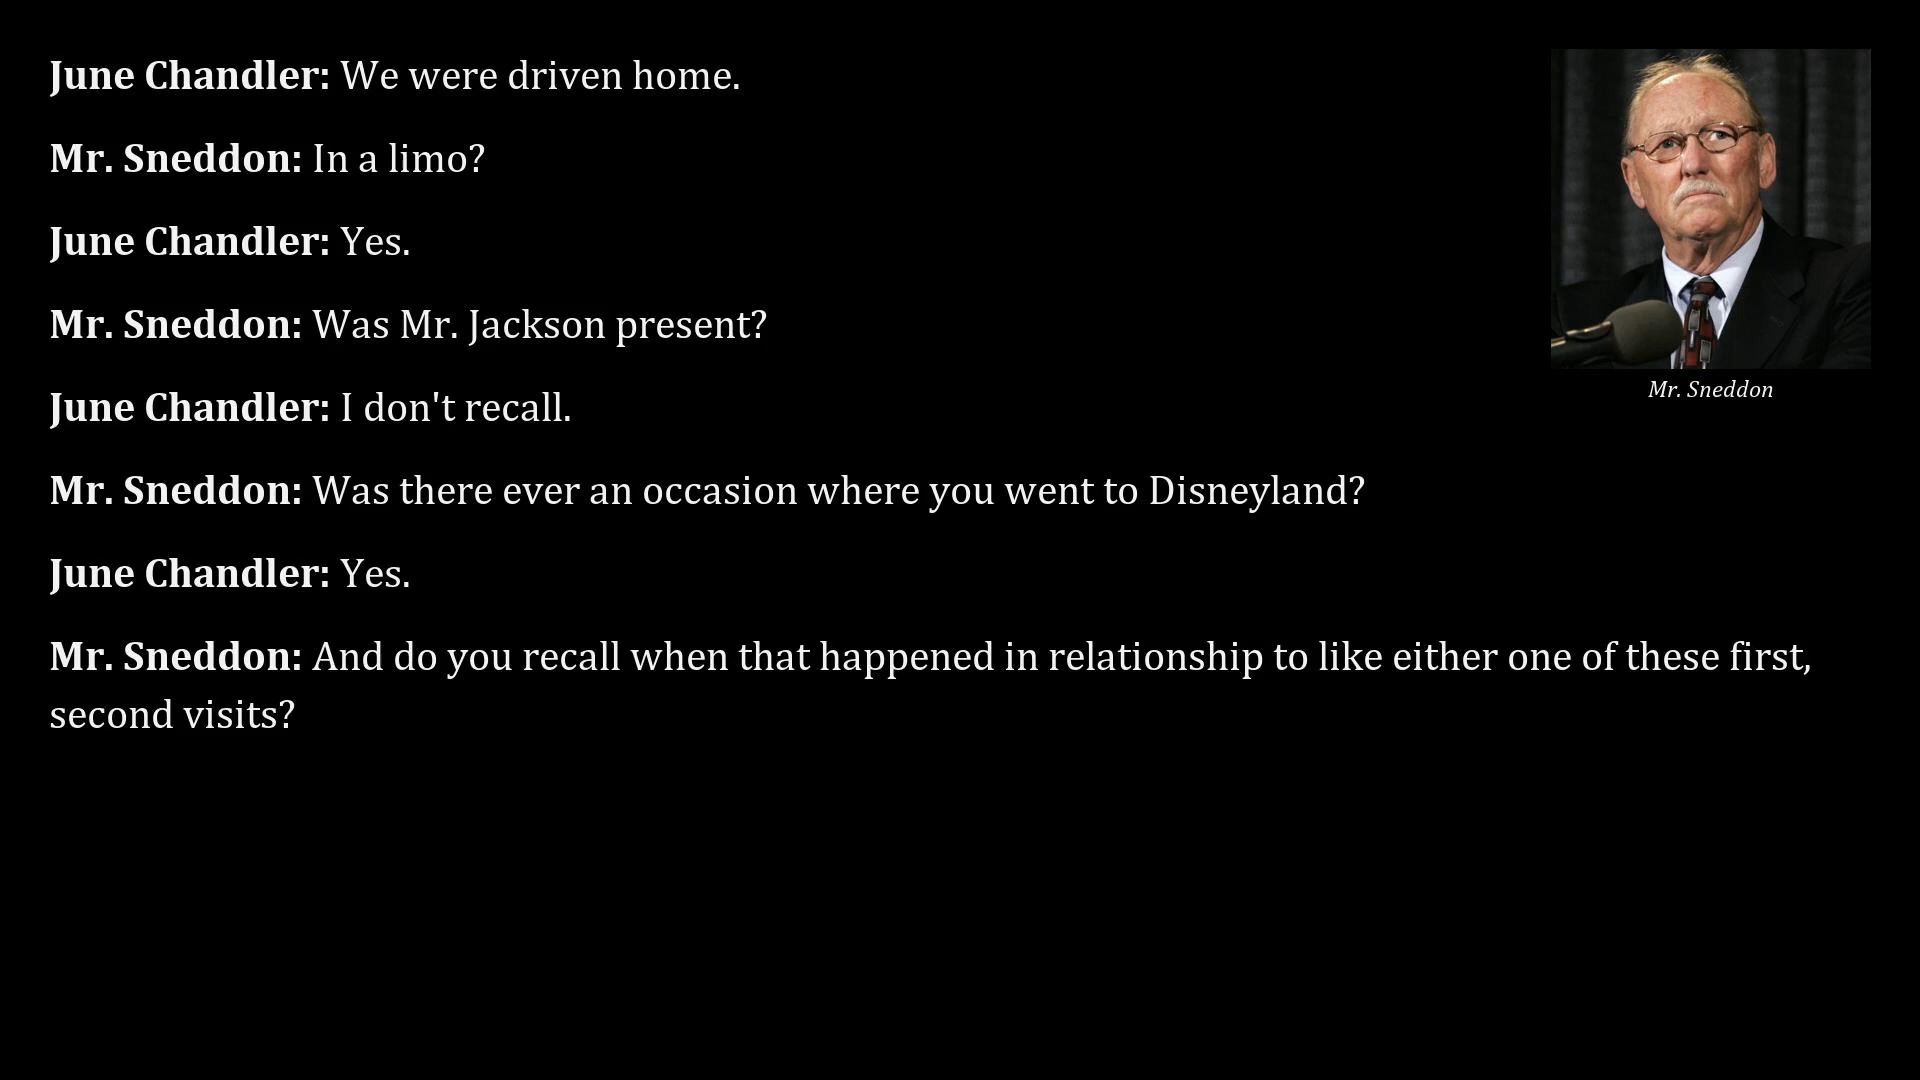 June Chandler: We were driven home.
Mr. Sneddon: In a limo?
June Chandler: Yes.
Mr. Sneddon: Was Mr. Jackson present?
June Chandler: I don't recall.
Mr. Sneddon: Was there ever an occasion where you went to Disneyland?
June Chandler: Yes.
Mr. Sneddon: And do you recall when that happened in relationship to like either one of these first,
second visits?
Mr. Sneddon